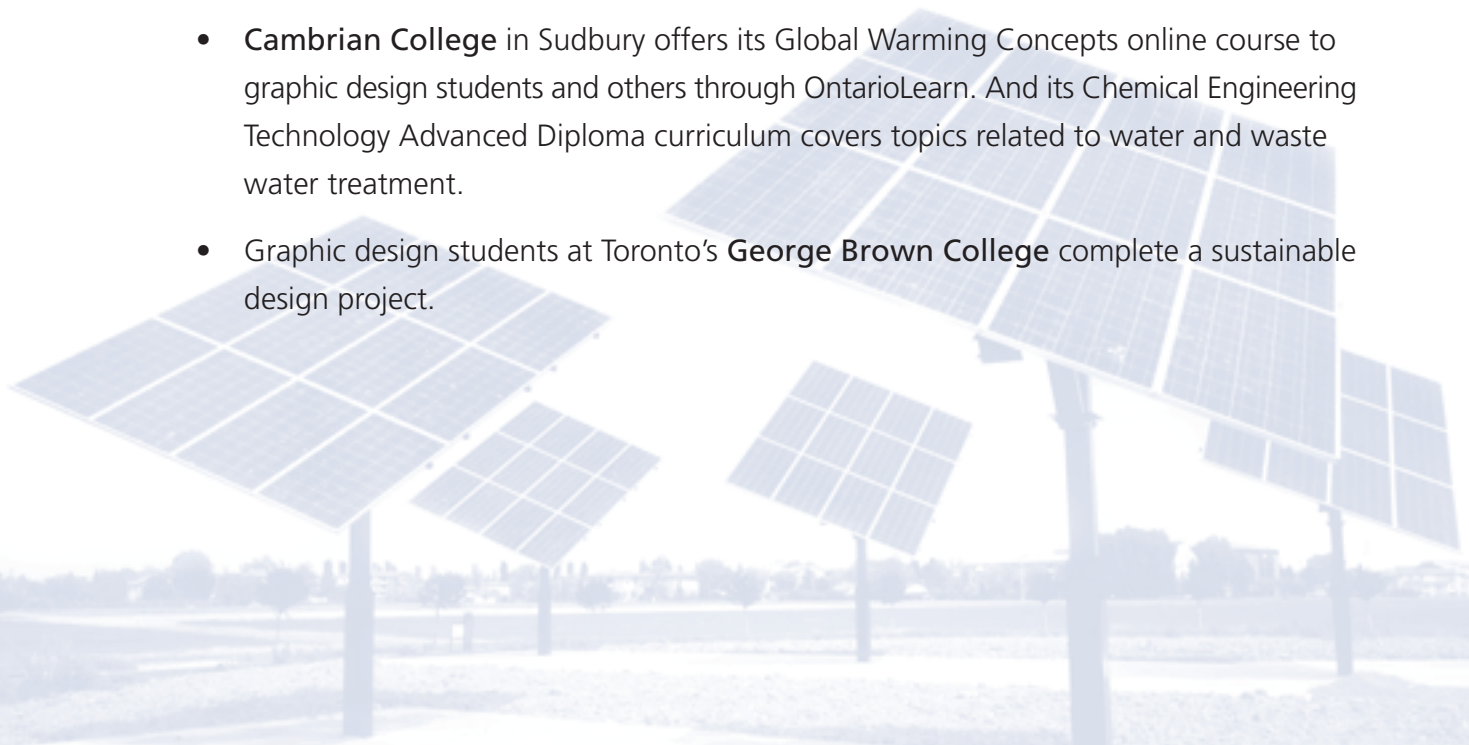 • Cambrian College in Sudbury offers its Global Warming Concepts online course to
graphic design students and others through OntarioLearn. And its Chemical Engineering
Technology Advanced Diploma curriculum covers topics related to water and waste
water treatment.
• Graphic design students at Toronto’s George Brown College complete a sustainable
design project.